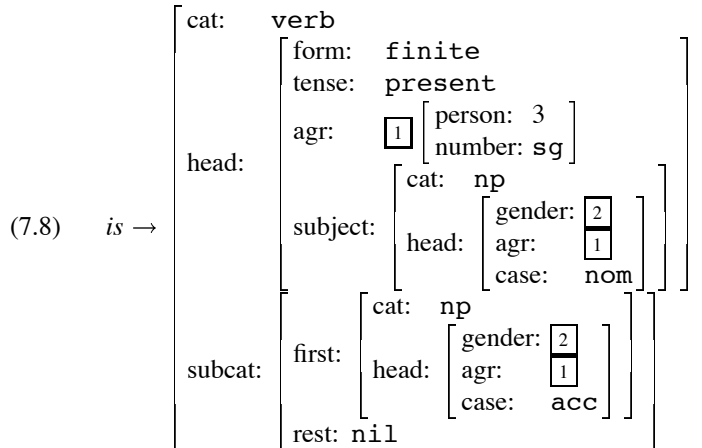 cat: verb
form: finite
tense: present
agr: 1 person: 3
number: sg
head:
cat: np
(7.8) is → subject: head: gender: 2
agr: 1
case: nom
cat: np
subcat: first: head: gender: 2
agr: 1
case: acc
rest: nil